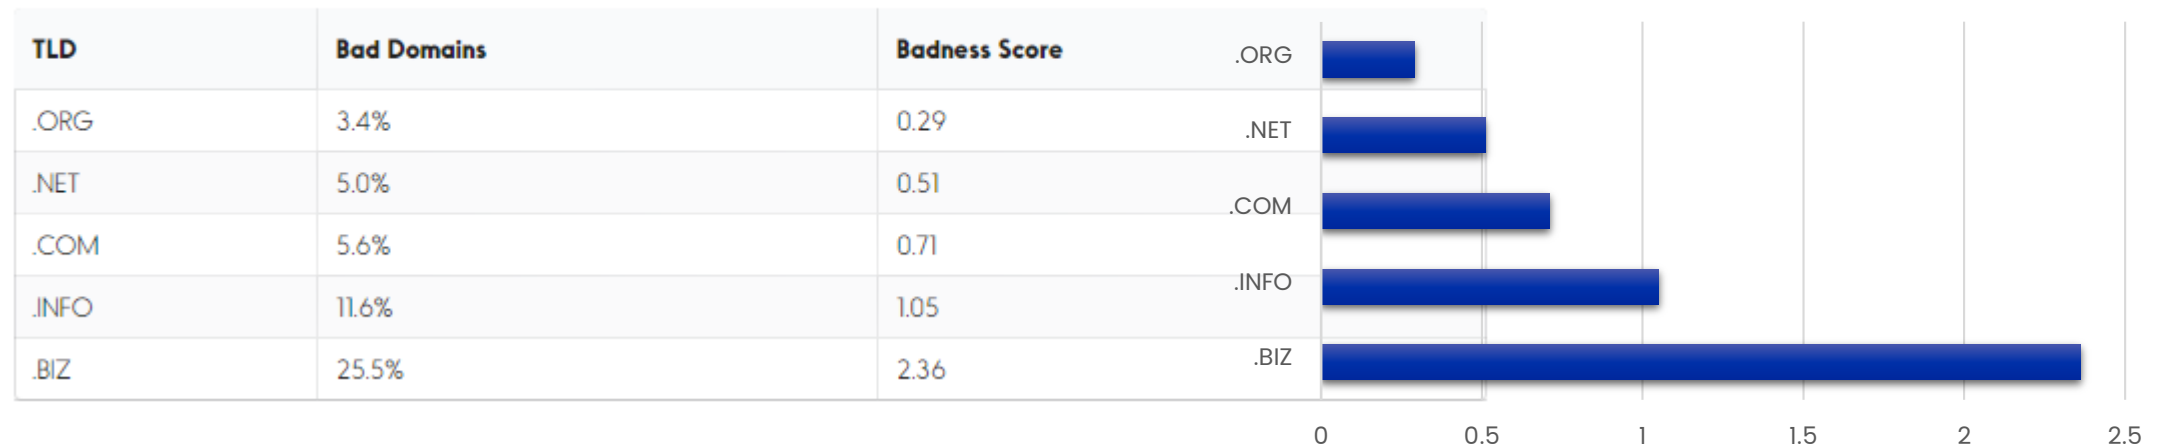 TLD Bad Domains Badness Score
.ORG 3.4% 0.29
.NET 5.0% 0.51
.COM 5.6% 0.71
.INFO 11.6% 1.05
.BIZ 25.5% 2.36
.ORG
.NET
.COM
.INFO
.BIZ
0 0.5 1 1.5 2 2.5